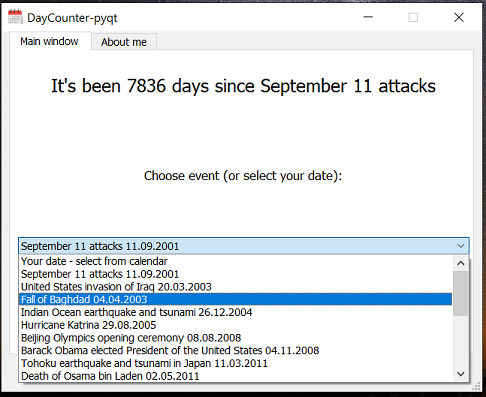 DayCounter-pyqt
Main window
About me
It's been 7836 days since September 11 attacks
Choose event (or select your date):
September 11 attacks 11.09.2001
Your date - select from calendar
September 11 attacks 11.09.2001
United States invasion of Iraq 20.03.2003
Fall of Baghdad 04.04.2003
Indian Ocean earthquake and tsunami 26.12.2004
Hurricane Katrina 29.08.2005
Beijing Olympics opening ceremony 08.08.2008
Barack Obama elected President of the United States 04.11.2008
Tohoku earthquake and tsunami in Japan 11.03.2011
Death of Osama bin Laden 02.05.2011